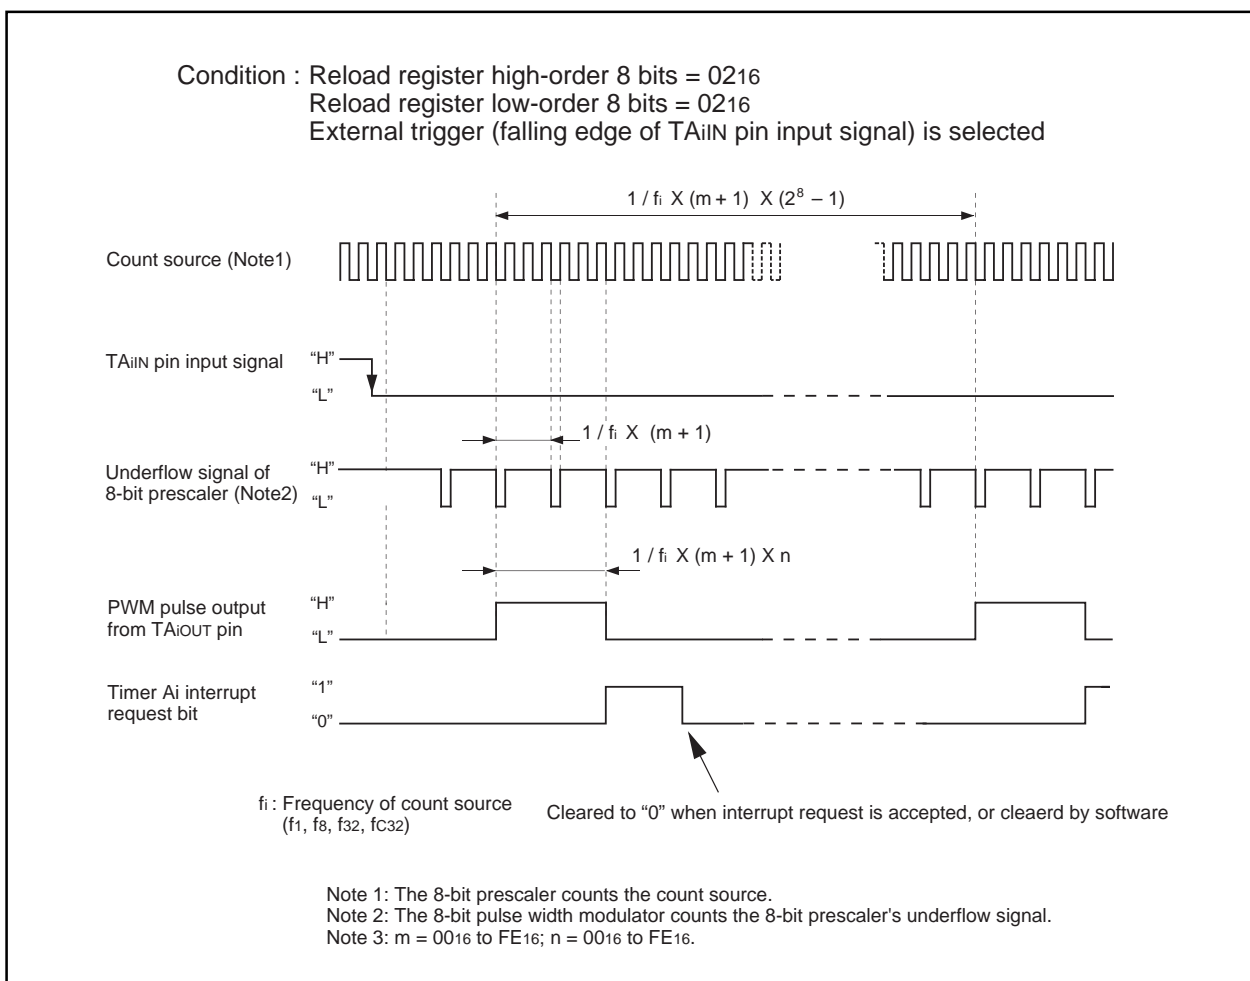 Condition : Reload register high-order 8 bits = 0216
Reload register low-order 8 bits = 0216
External trigger (falling edge of TAiIN pin input signal) is selected
1 / fi X (m + 1) X (2⁸ – 1)
Count source (Note1)
TAiIN pin input signal
“H”
“L”
1 / fi X (m + 1)
Underflow signal of
8-bit prescaler (Note2)
“H”
“L”
1 / fi X (m + 1) X n
PWM pulse output
from TAiOUT pin
“H”
“L”
Timer Ai interrupt
request bit
“1”
“0”
fi : Frequency of count source
(f1, f8, f32, fC32)
Cleared to “0” when interrupt request is accepted, or cleaerd by software
Note 1: The 8-bit prescaler counts the count source.
Note 2: The 8-bit pulse width modulator counts the 8-bit prescaler's underflow signal.
Note 3: m = 0016 to FE16; n = 0016 to FE16.